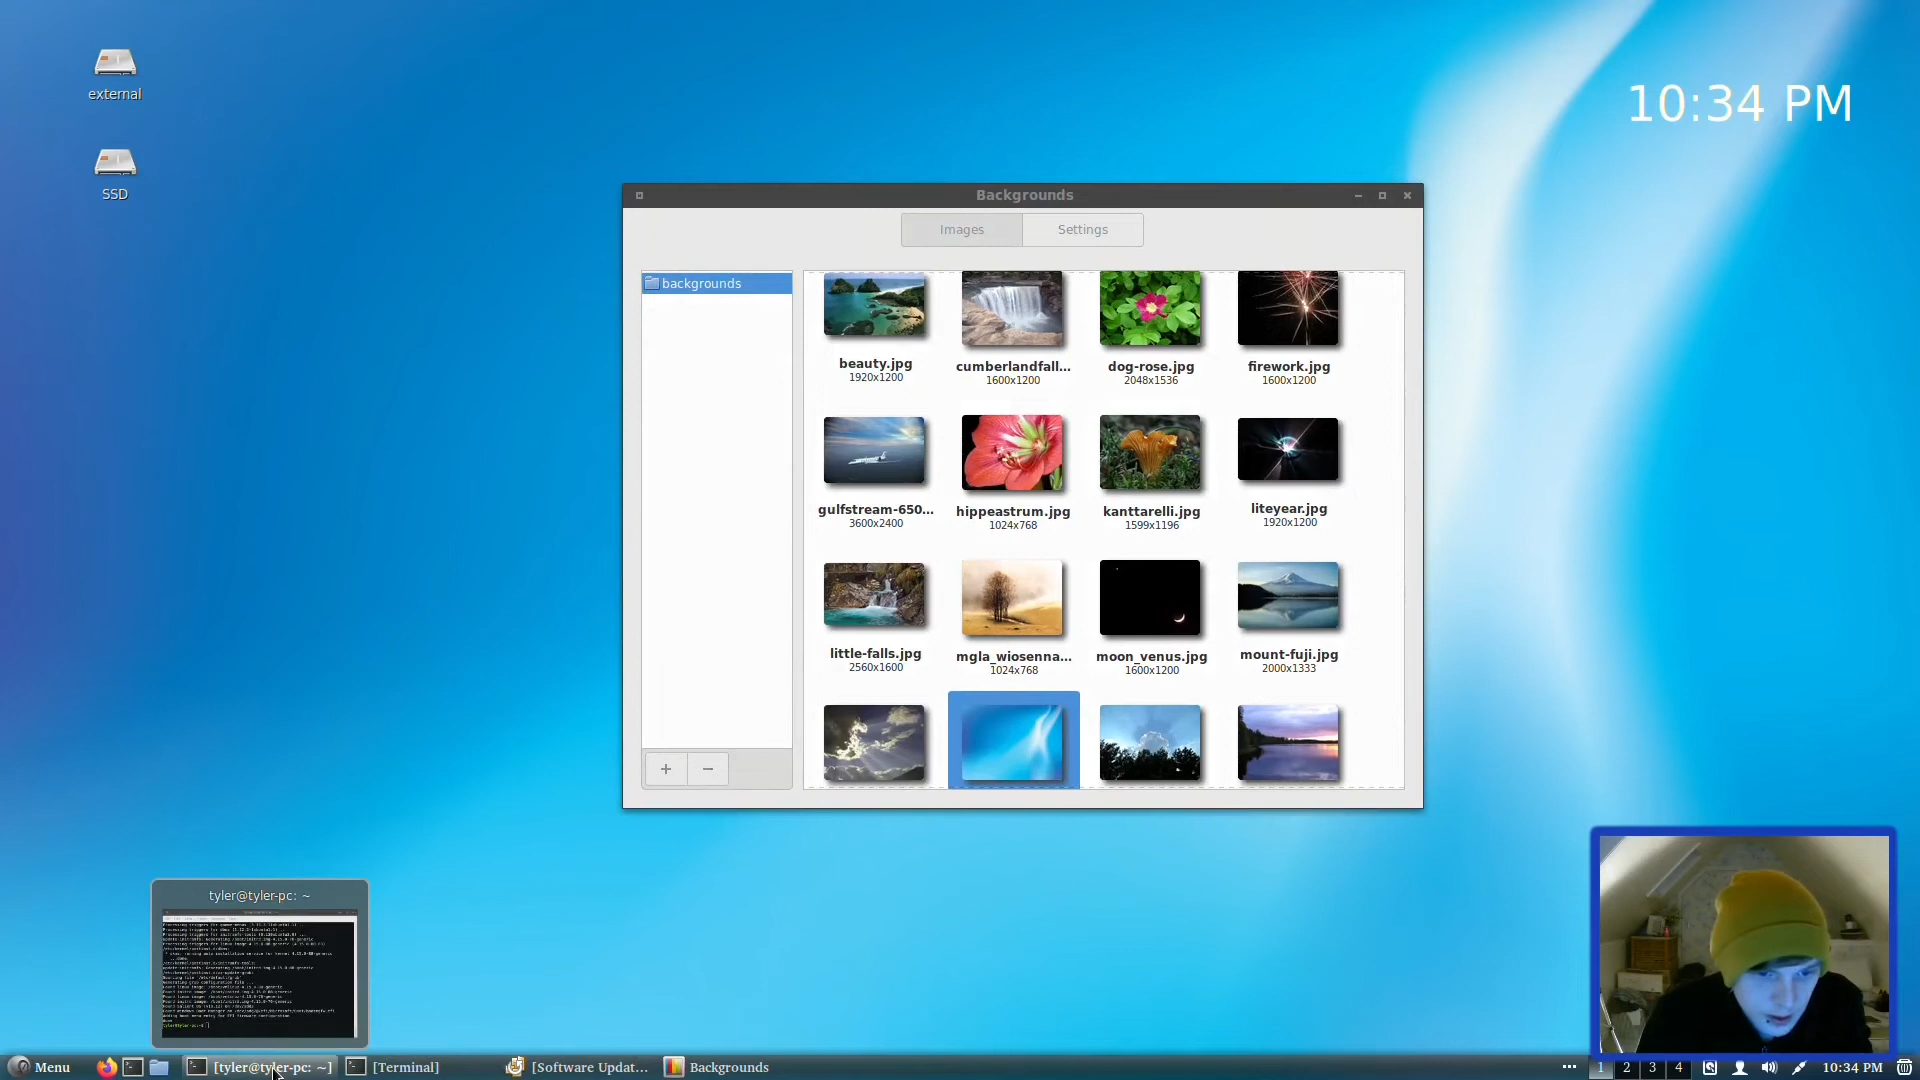 external
SSD
10:34 PM
Backgrounds
Images
Settings
backgrounds
beauty.jpg
1920x1200
cumberlandfall...
1600x1200
dog-rose.jpg
2048x1536
firework.jpg
1600x1200
gulfstream-650...
3600x2400
hippeastrum.jpg
1024x768
kanttarelli.jpg
1599x1196
liteyear.jpg
1920x1200
little-falls.jpg
2560x1600
mgla_wiosenna...
1024x768
moon_venus.jpg
1600x1200
mount-fuji.jpg
2000x1333
tyler@tyler-pc: ~
Menu
[tyler@tyler-pc: ~]
[Terminal]
[Software Updat...
Backgrounds
1
2
3
4
10:34 PM